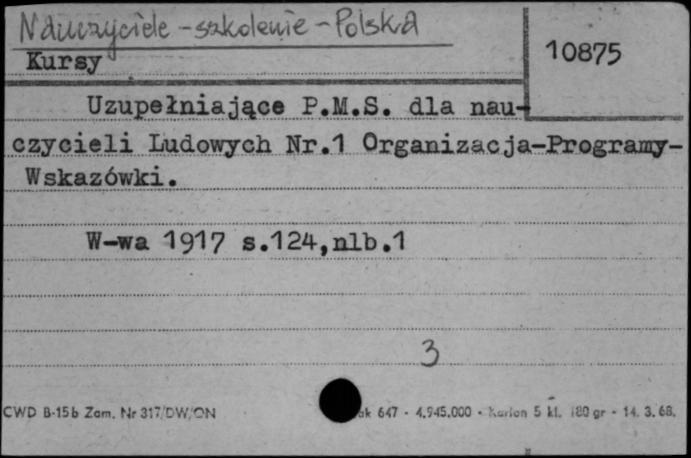 Nauczyciele - szkolenie - Polska
Kursy
10875
Uzupełniające P.M.S. dla nau-
czycieli Ludowych Nr.1 Organizacja-Programy-
Wskazówki.
W-wa 1917 s.124,nlb.1
3
CWD B-15b Zam. Nr 317/DW/ON ak 647 - 4.945.000 - Karton 5 kl. 180 gr - 14. 3. 68.